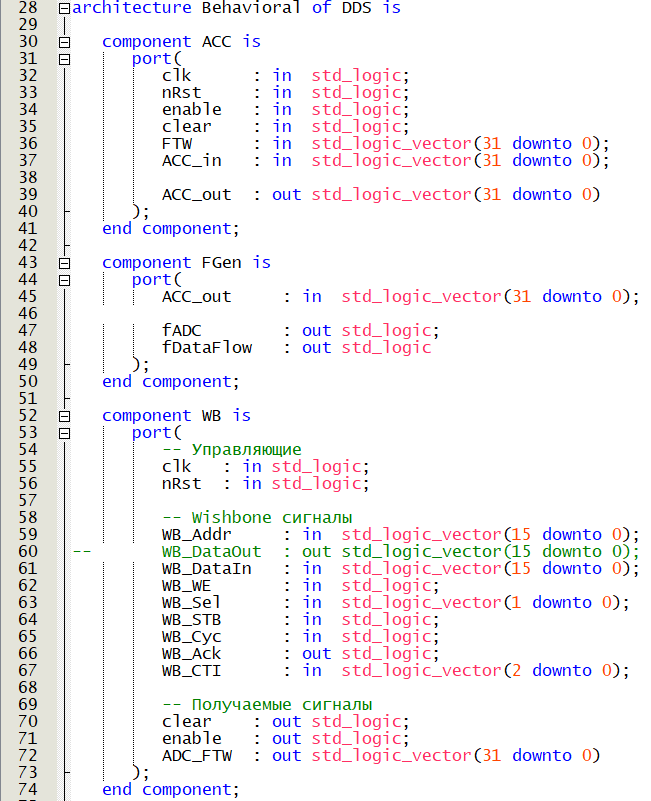 28 architecture Behavioral of DDS is
29
30 component ACC is
31 port(
32 clk : in std_logic;
33 nRst : in std_logic;
34 enable : in std_logic;
35 clear : in std_logic;
36 FTW : in std_logic_vector(31 downto 0);
37 ACC_in : in std_logic_vector(31 downto 0);
38
39 ACC_out : out std_logic_vector(31 downto 0)
40 );
41 end component;
42
43 component FGen is
44 port(
45 ACC_out : in std_logic_vector(31 downto 0);
46
47 fADC : out std_logic;
48 fDataFlow : out std_logic
49 );
50 end component;
51
52 component WB is
53 port(
54 -- Управляющие
55 clk : in std_logic;
56 nRst : in std_logic;
57
58 -- Wishbone сигналы
59 WB_Addr : in std_logic_vector(15 downto 0);
60 -- WB_DataOut : out std_logic_vector(15 downto 0);
61 WB_DataIn : in std_logic_vector(15 downto 0);
62 WB_WE : in std_logic;
63 WB_Sel : in std_logic_vector(1 downto 0);
64 WB_STB : in std_logic;
65 WB_Cyc : in std_logic;
66 WB_Ack : out std_logic;
67 WB_CTI : in std_logic_vector(2 downto 0);
68
69 -- Получаемые сигналы
70 clear : out std_logic;
71 enable : out std_logic;
72 ADC_FTW : out std_logic_vector(31 downto 0)
73 );
74 end component;